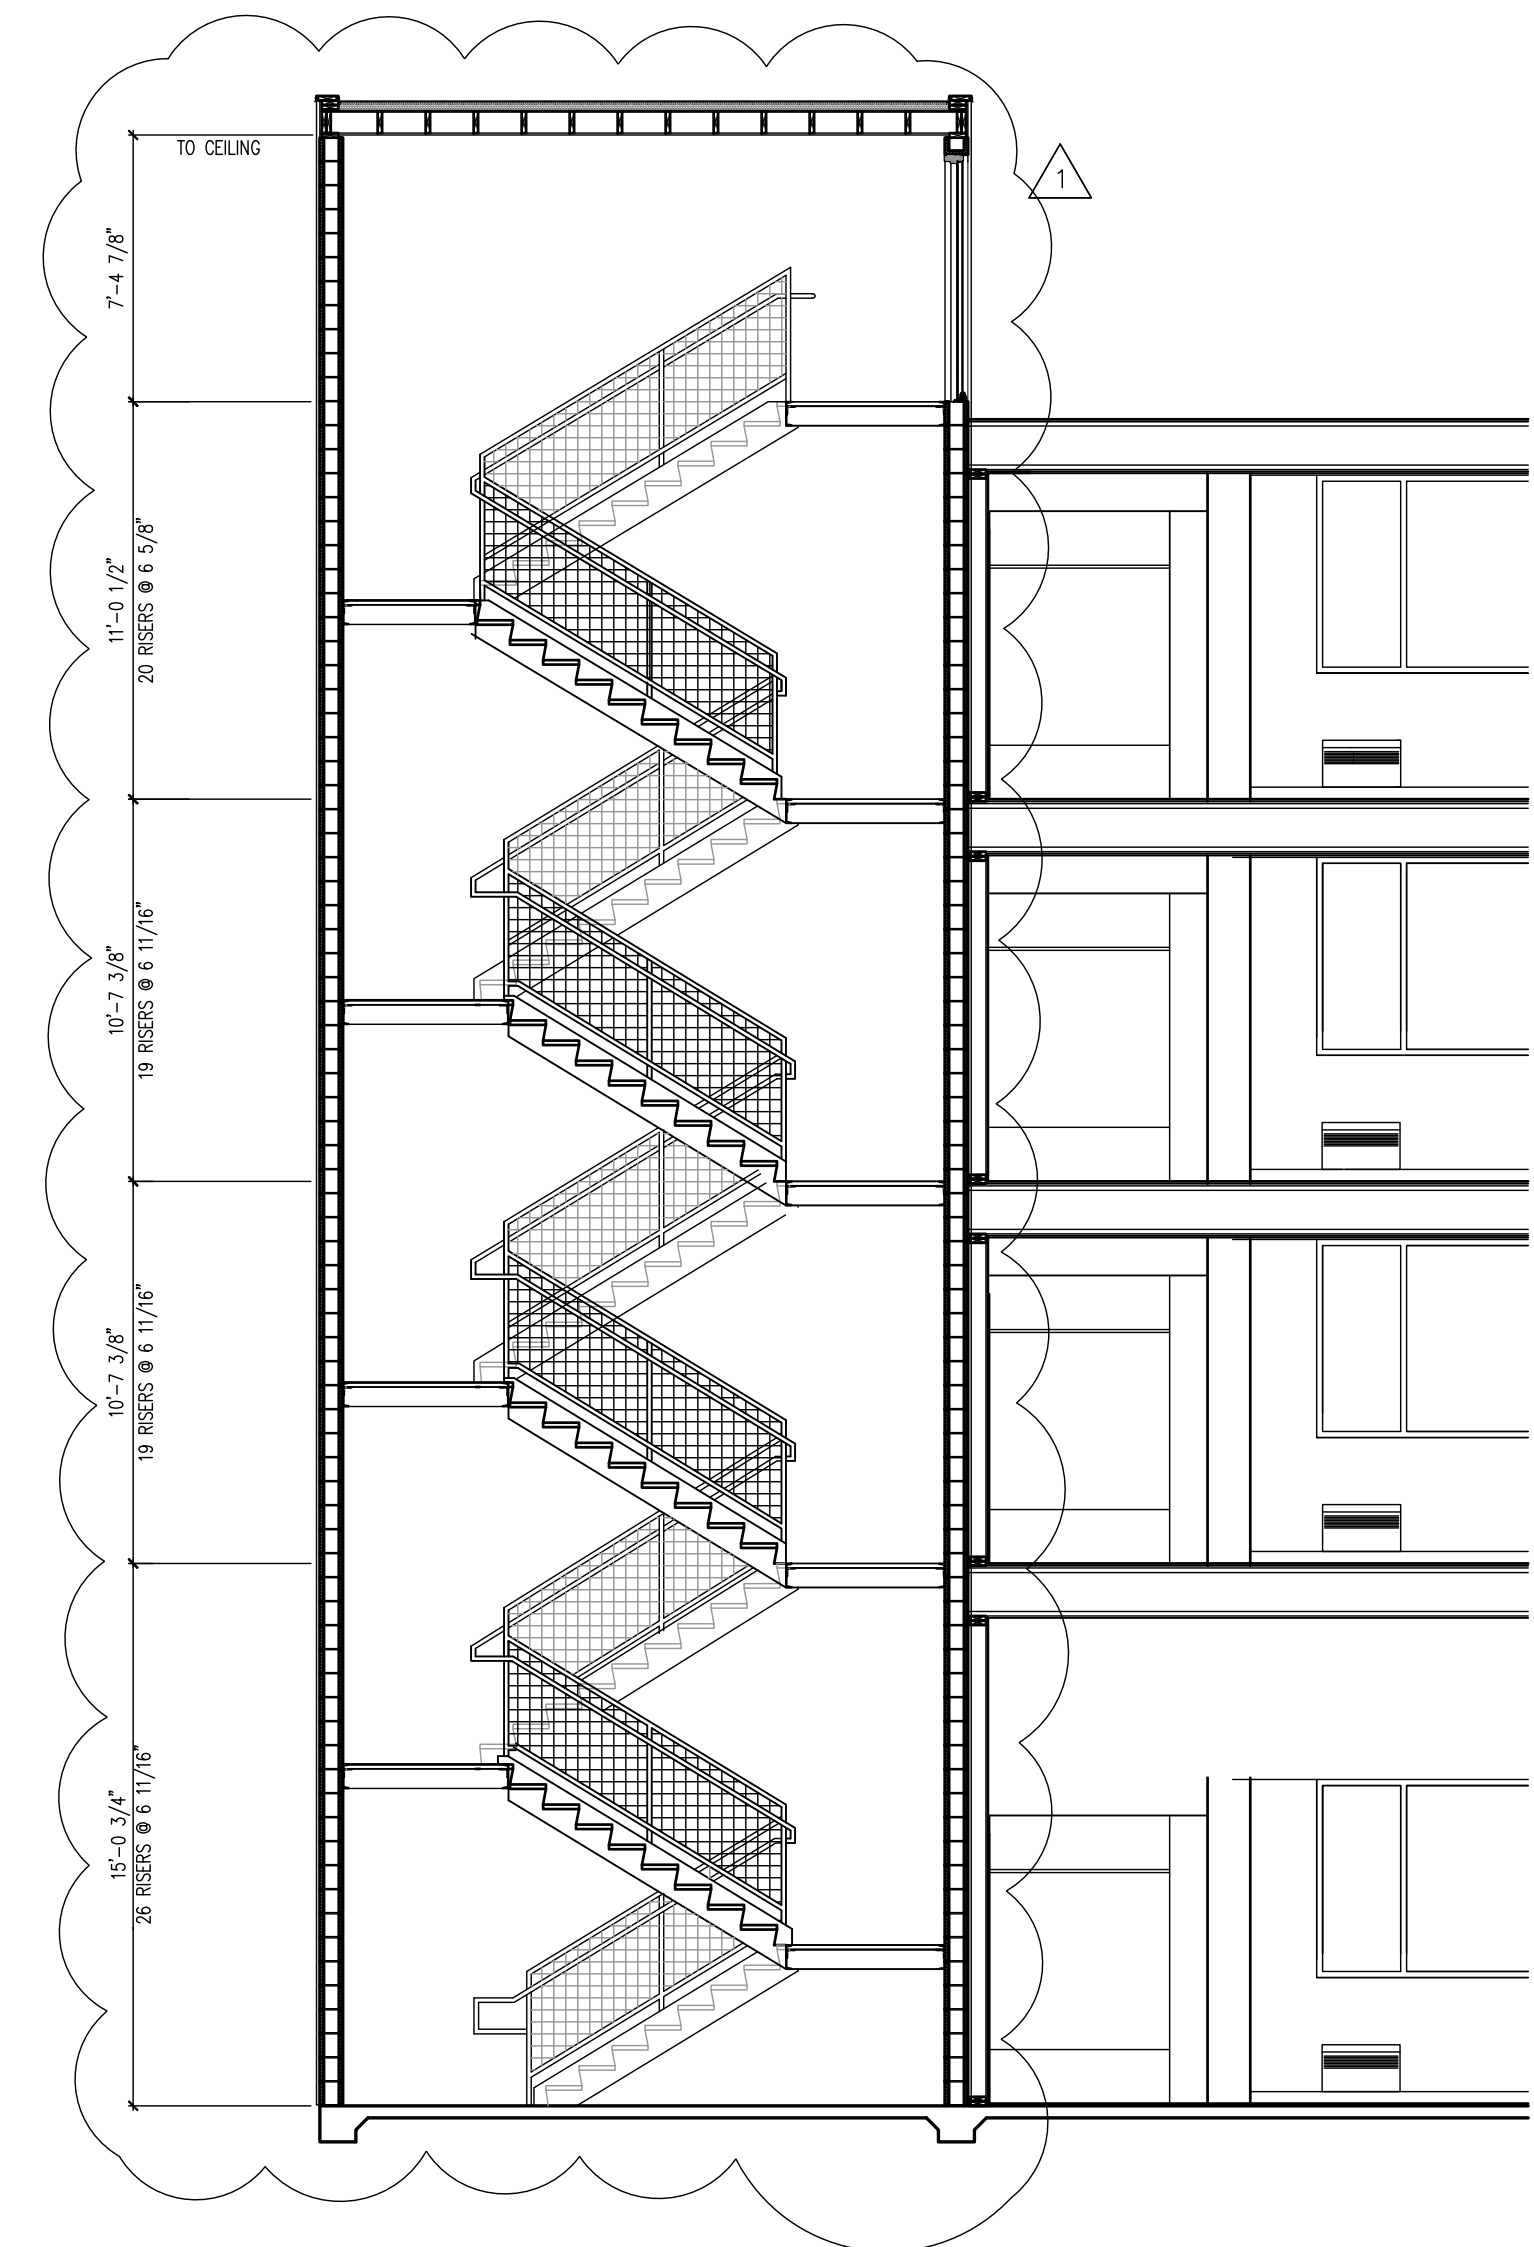 TO CEILING
1
7'-4 7/8"
11'-0 1/2"
20 RISERS @ 6 5/8"
10'-7 3/8"
19 RISERS @ 6 11/16"
10'-7 3/8"
19 RISERS @ 6 11/16"
15'-0 3/4"
26 RISERS @ 6 11/16"